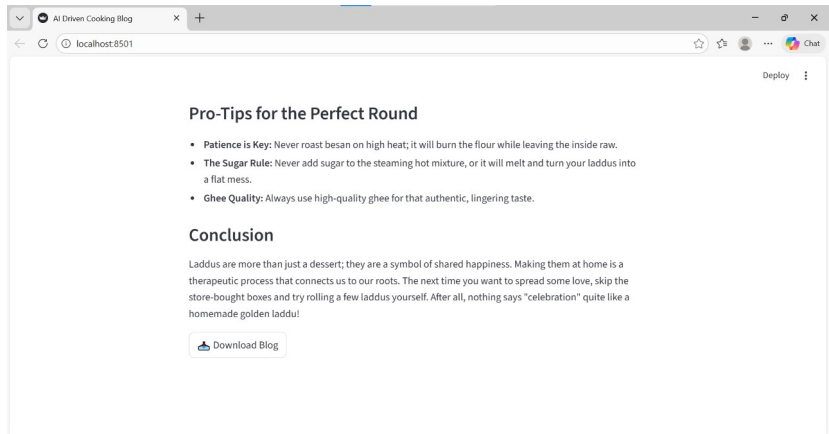 AI Driven Cooking Blog
localhost:8501
Chat
Deploy
Pro-Tips for the Perfect Round
• Patience is Key: Never roast besan on high heat; it will burn the flour while leaving the inside raw.
• The Sugar Rule: Never add sugar to the steaming hot mixture, or it will melt and turn your laddus into
a flat mess.
• Ghee Quality: Always use high-quality ghee for that authentic, lingering taste.
Conclusion
Laddus are more than just a dessert; they are a symbol of shared happiness. Making them at home is a
therapeutic process that connects us to our roots. The next time you want to spread some love, skip the
store-bought boxes and try rolling a few laddus yourself. After all, nothing says "celebration" quite like a
homemade golden laddu!
Download Blog